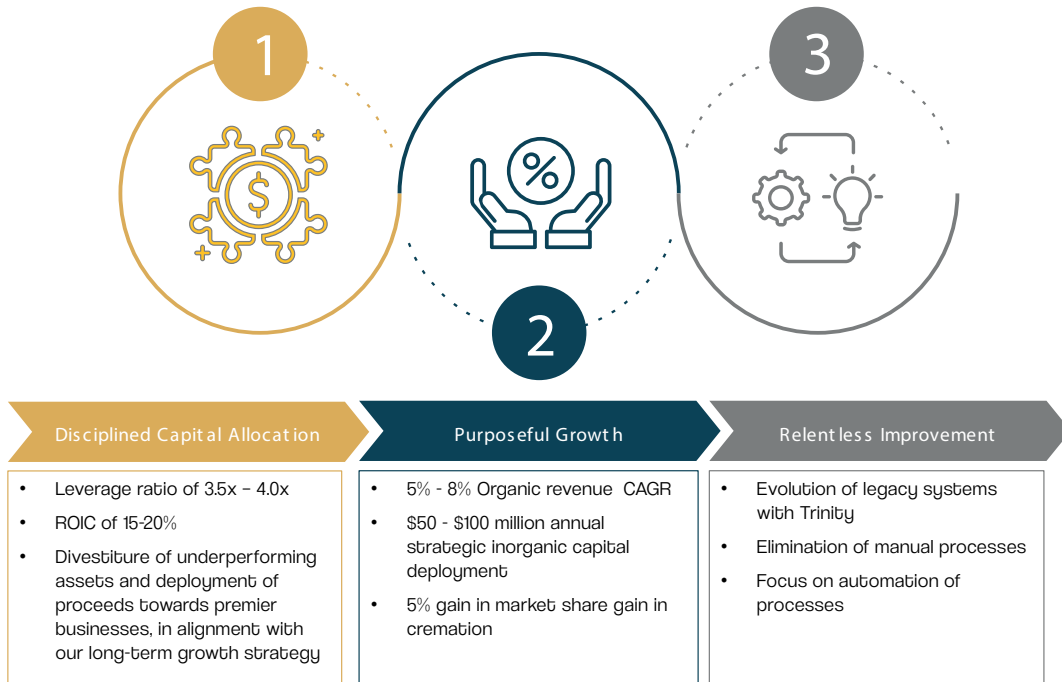 1
2
3
$
%
Disciplined Capital Allocation
• Leverage ratio of 3.5x – 4.0x
• ROIC of 15-20%
• Divestiture of underperforming
assets and deployment of
proceeds towards premier
businesses, in alignment with
our long-term growth strategy
Purposeful Growth
• 5% - 8% Organic revenue CAGR
• $50 - $100 million annual
strategic inorganic capital
deployment
• 5% gain in market share gain in
cremation
Relentless Improvement
• Evolution of legacy systems
with Trinity
• Elimination of manual processes
• Focus on automation of
processes